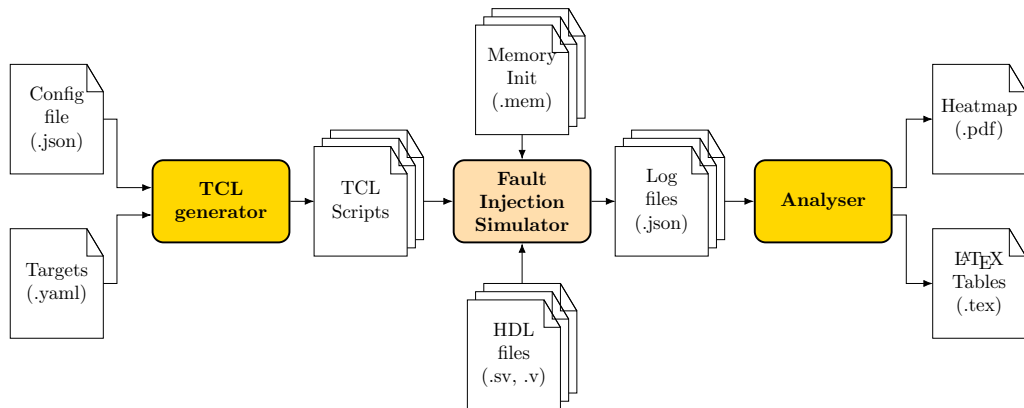 Config
file
(.json)
Targets
(.yaml)
TCL
generator
TCL
Scripts
Memory
Init
(.mem)
Fault
Injection
Simulator
HDL
files
(.sv, .v)
Log
files
(.json)
Analyser
Heatmap
(.pdf)
LATEX
Tables
(.tex)